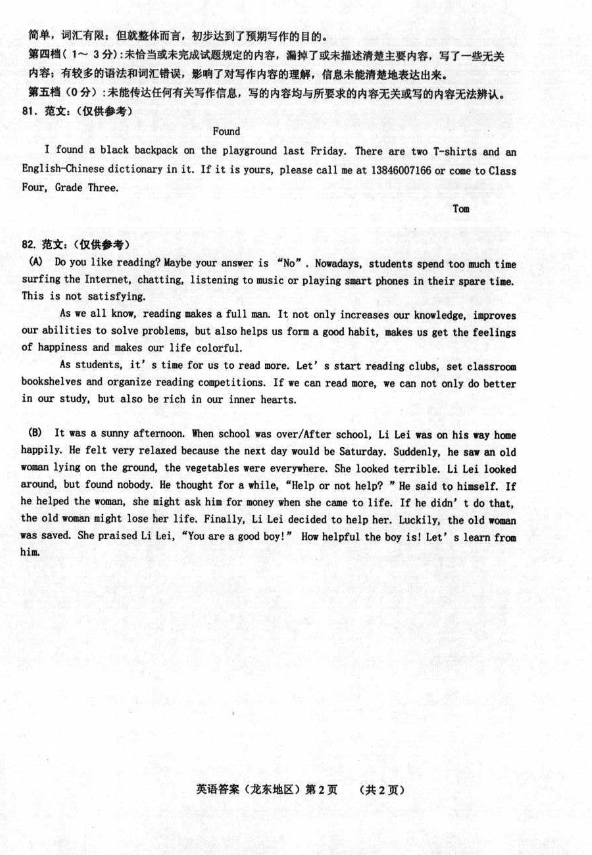 简单，词汇有限；但就整体而言，初步达到了预期写作的目的。
第四档（1～3分）:未恰当或未完成试题规定的内容，漏掉了或未描述清楚主要内容，写了一些无关
内容；有较多的语法和词汇错误，影响了对写作内容的理解，信息未能清楚地表达出来。
第五档（0分）:未能传达任何有关写作信息，写的内容均与所要求的内容无关或写的内容无法辨认。
81．范文：（仅供参考）
Found
I found a black backpack on the playground last Friday. There are two T-shirts and an
English-Chinese dictionary in it. If it is yours, please call me at 13846007166 or come to Class
Four, Grade Three.
Tom
82. 范文：（仅供参考）
(A) Do you like reading? Maybe your answer is “No”. Nowadays, students spend too much time
surfing the Internet, chatting, listening to music or playing smart phones in their spare time.
This is not satisfying.
As we all know, reading makes a full man. It not only increases our knowledge, improves
our abilities to solve problems, but also helps us form a good habit, makes us get the feelings
of happiness and makes our life colorful.
As students, it’s time for us to read more. Let’s start reading clubs, set classroom
bookshelves and organize reading competitions. If we can read more, we can not only do better
in our study, but also be rich in our inner hearts.
(B) It was a sunny afternoon. When school was over/After school, Li Lei was on his way home
happily. He felt very relaxed because the next day would be Saturday. Suddenly, he saw an old
woman lying on the ground, the vegetables were everywhere. She looked terrible. Li Lei looked
around, but found nobody. He thought for a while, “Help or not help? ” He said to himself. If
he helped the woman, she might ask him for money when she came to life. If he didn’t do that,
the old woman might lose her life. Finally, Li Lei decided to help her. Luckily, the old woman
was saved. She praised Li Lei, “You are a good boy!” How helpful the boy is! Let’s learn from
him.
英语答案（龙东地区）第2页 （共2页）